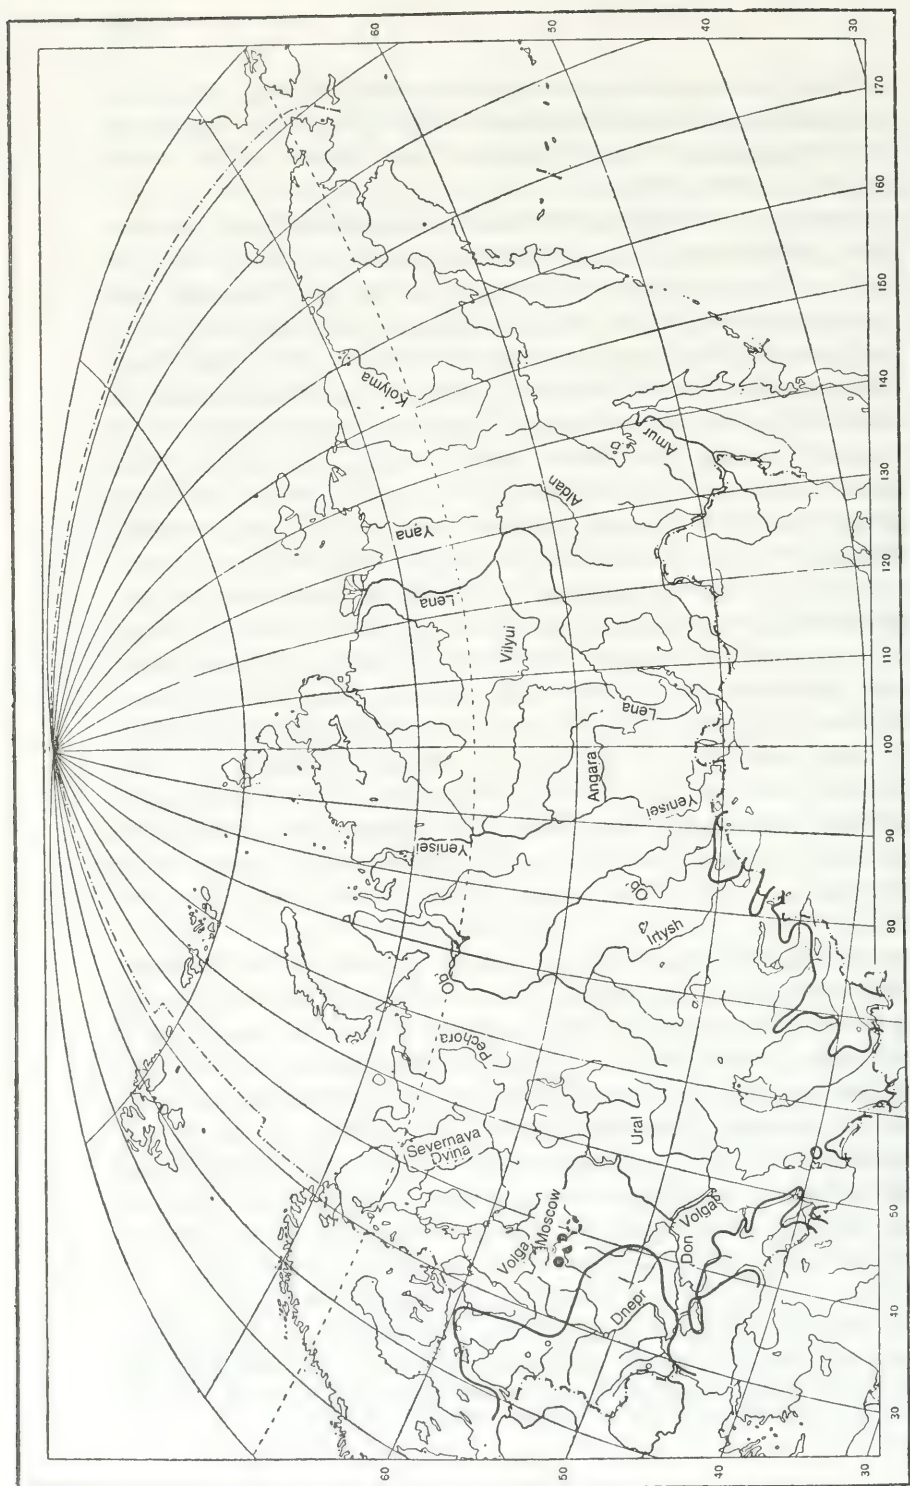 60
50
40
30
170
160
150
140
130
120
110
100
90
80
50
40
30
60
50
40
30
Kolyma
Yana
Lena
Aldan
Amur
Vilyui
Lena
Angara
Yenisei
Yenisei
Ob'
Ob'
Irtysh
Pechora
Severnaya
Dvina
Ural
Volga
Moscow
Volga
Don
Dnepr